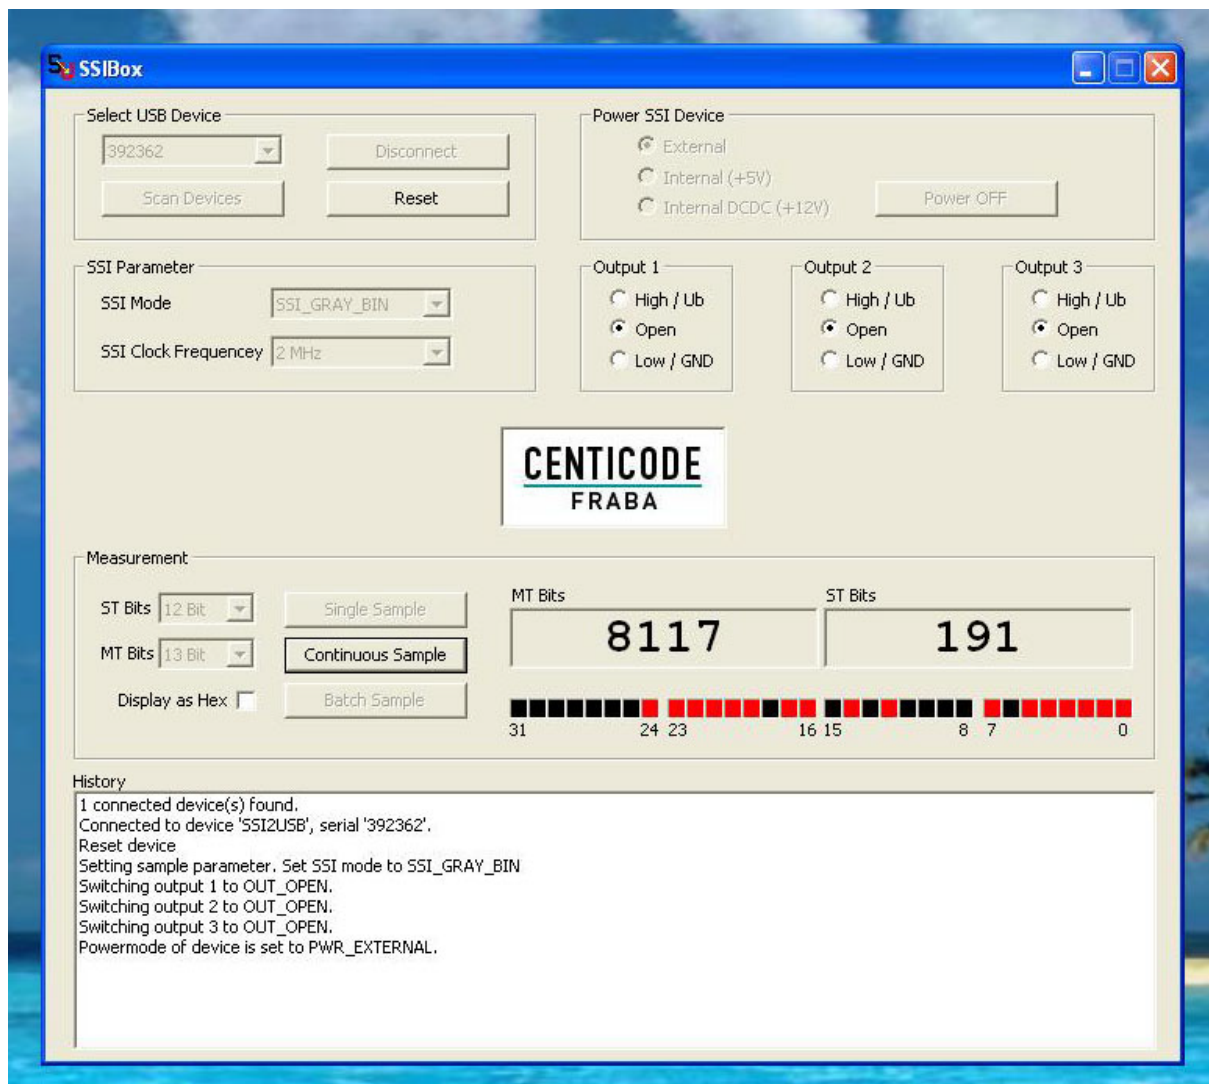 SSIBox
Select USB Device
392362
Disconnect
Scan Devices
Reset
Power SSI Device
External
Internal (+5V)
Internal DCDC (+12V)
Power OFF
SSI Parameter
SSI Mode
SSI_GRAY_BIN
SSI Clock Frequencey
2 MHz
Output 1
High / Ub
Open
Low / GND
Output 2
High / Ub
Open
Low / GND
Output 3
High / Ub
Open
Low / GND
CENTICODE
FRABA
Measurement
ST Bits
12 Bit
Single Sample
MT Bits
13 Bit
Continuous Sample
Display as Hex
Batch Sample
MT Bits
8117
ST Bits
191
31 24 23 16 15 8 7 0
History
1 connected device(s) found.
Connected to device 'SSI2USB', serial '392362'.
Reset device
Setting sample parameter. Set SSI mode to SSI_GRAY_BIN
Switching output 1 to OUT_OPEN.
Switching output 2 to OUT_OPEN.
Switching output 3 to OUT_OPEN.
Powermode of device is set to PWR_EXTERNAL.